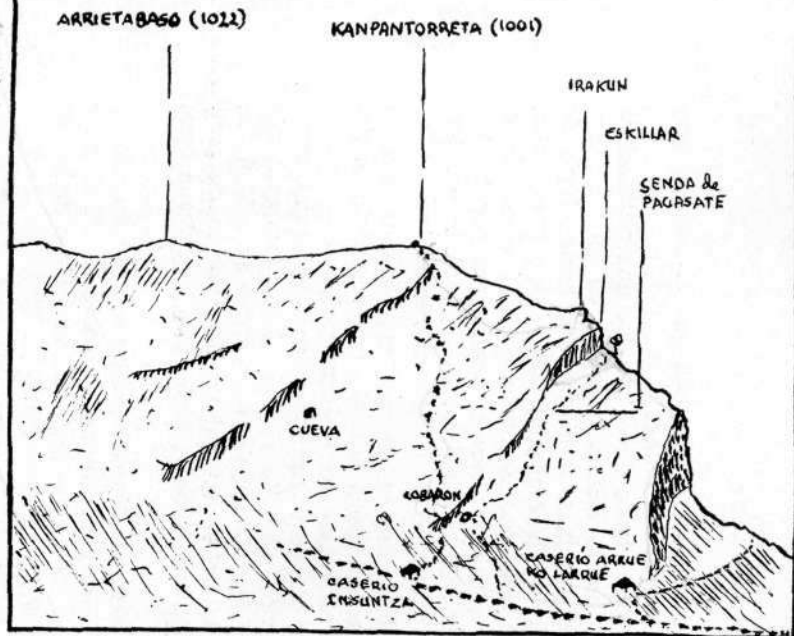 ARRIETABASO (1022)
KANPANTORRETA (1001)
IRAKUN
ESKILLAR
SENDA de
PAGASATE
CUEVA
COBARON
CASERIO
INSUNTZA
CASERIO ARRUE
KO LARRUE